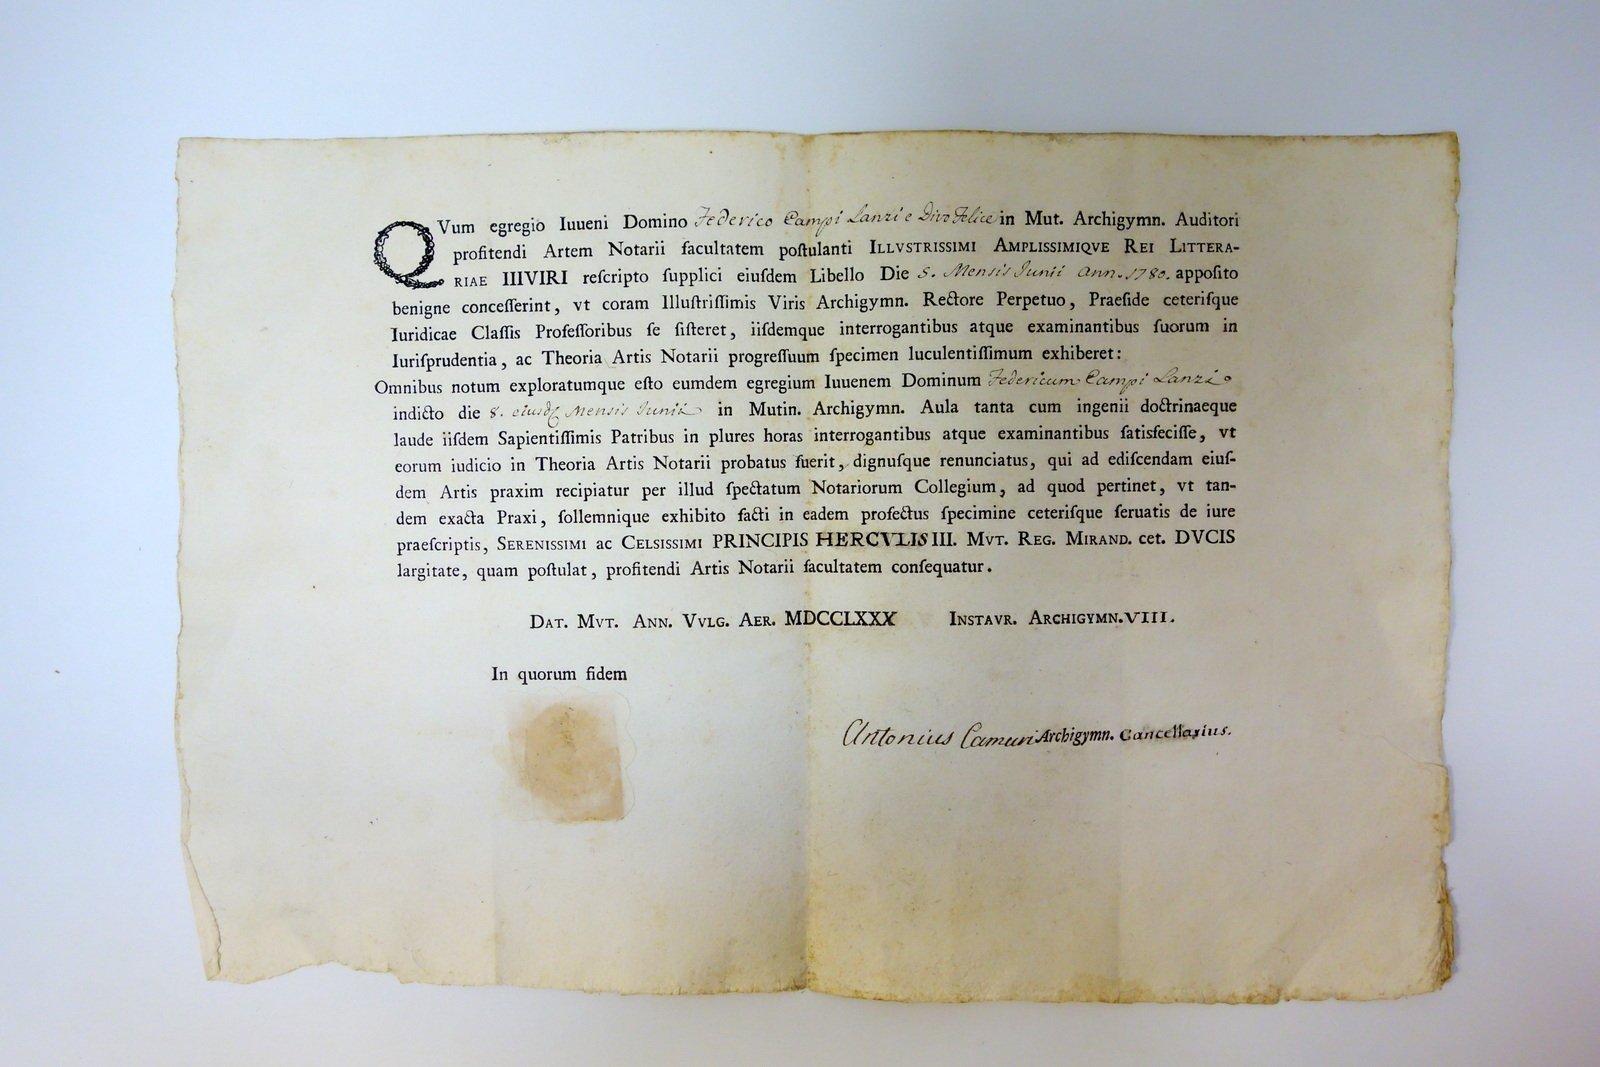 QVum egregio Iuueni Domino Federico Campi Lanzi e Divo Felice in Mut. Archigymn. Auditori
profitendi Artem Notarii facultatem poſtulanti ILLVSTRISSIMI AMPLISSIMIQVE REI LITTERA-
RIAE IIIVIRI reſcripto ſupplici eiuſdem Libello Die 5. Mensis Junii Ann. 1780. appoſito
benigne conceſſerint, vt coram Illuſtriſſimis Viris Archigymn. Rectore Perpetuo, Praeſide ceteriſque
Iuridicae Claſſis Profeſſoribus ſe ſiſteret, iiſdemque interrogantibus atque examinantibus ſuorum in
Iuriſprudentia, ac Theoria Artis Notarii progreſſuum ſpecimen luculentiſſimum exhiberet:
Omnibus notum exploratumque eſto eumdem egregium Iuuenem Dominum Federicum Campi Lanzi
indicto die 8. eiusdę Mensis Junii in Mutin. Archigymn. Aula tanta cum ingenii doctrinaeque
laude iiſdem Sapientiſſimis Patribus in plures horas interrogantibus atque examinantibus ſatisfeciſſe, vt
eorum iudicio in Theoria Artis Notarii probatus fuerit, dignuſque renunciatus, qui ad ediſcendam eiuſ-
dem Artis praxim recipiatur per illud ſpectatum Notariorum Collegium, ad quod pertinet, vt tan-
dem exacta Praxi, ſollemnique exhibito facti in eadem profectus ſpecimine ceteriſque ſeruatis de iure
praeſcriptis, SERENISSIMI ac CELSISSIMI PRINCIPIS HERCVLIS III. MVT. REG. MIRAND. cet. DVCIS
largitate, quam poſtulat, profitendi Artis Notarii facultatem conſequatur.
DAT. MVT. ANN. VVLG. AER. MDCCLXXX INSTAVR. ARCHIGYMN. VIII.
In quorum fidem
Antonius Camuri Archigymn. Cancellarius.